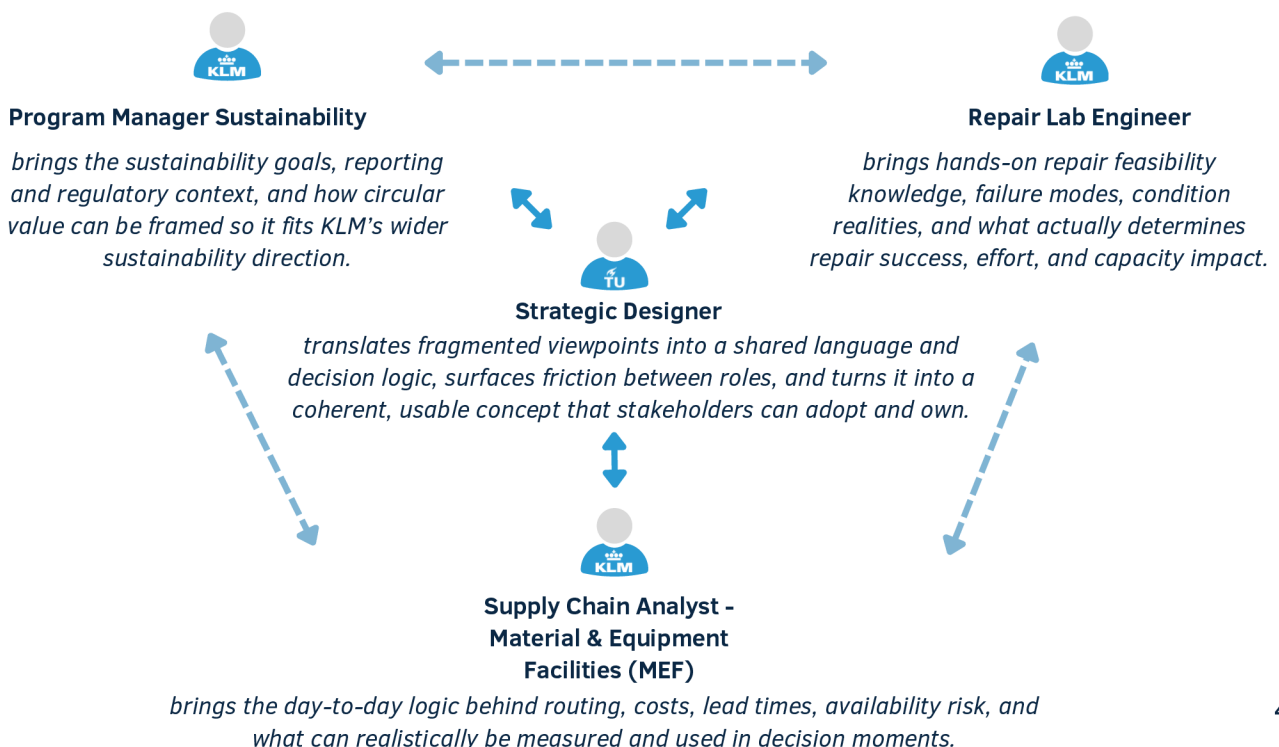 KLM
KLM
Program Manager Sustainability
brings the sustainability goals, reporting
and regulatory context, and how circular
value can be framed so it fits KLM's wider
sustainability direction.
Repair Lab Engineer
brings hands-on repair feasibility
knowledge, failure modes, condition
realities, and what actually determines
repair success, effort, and capacity impact.
TU
Strategic Designer
translates fragmented viewpoints into a shared language and
decision logic, surfaces friction between roles, and turns it into a
coherent, usable concept that stakeholders can adopt and own.
KLM
Supply Chain Analyst -
Material & Equipment
Facilities (MEF)
brings the day-to-day logic behind routing, costs, lead times, availability risk, and
what can realistically be measured and used in decision moments.